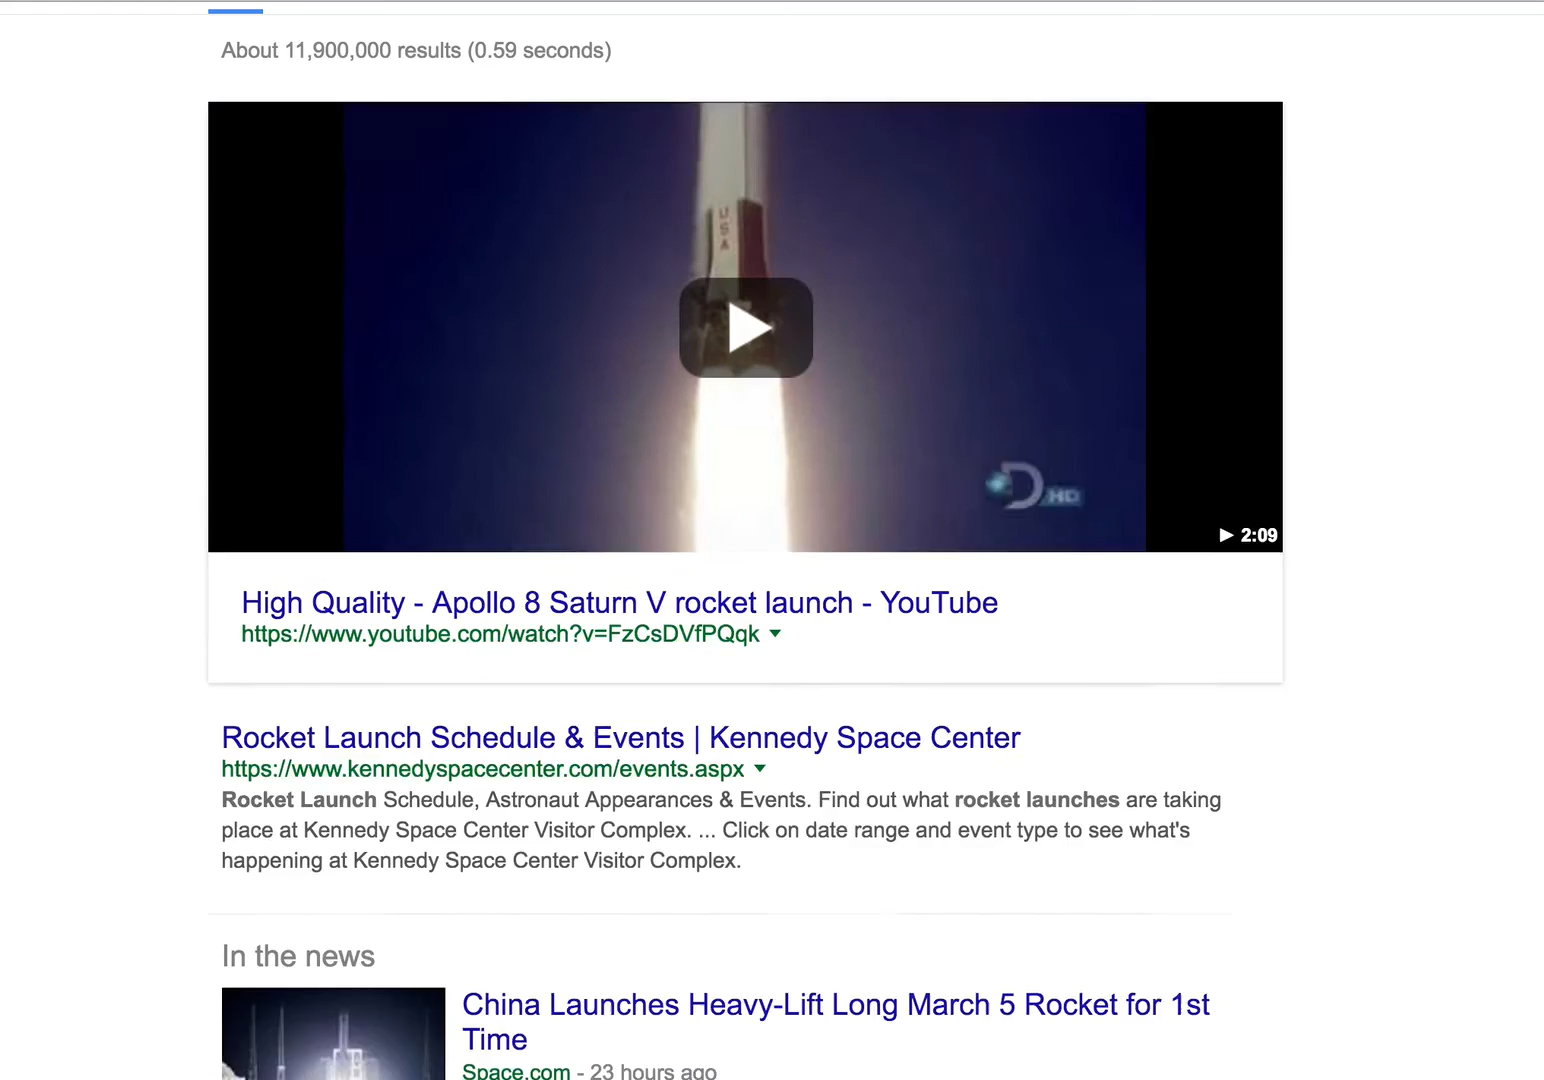 About 11,900,000 results (0.59 seconds)
USA
HD
2:09
High Quality - Apollo 8 Saturn V rocket launch - YouTube
https://www.youtube.com/watch?v=FzCsDVfPQqk
Rocket Launch Schedule & Events | Kennedy Space Center
https://www.kennedyspacecenter.com/events.aspx
Rocket Launch Schedule, Astronaut Appearances & Events. Find out what rocket launches are taking
place at Kennedy Space Center Visitor Complex. ... Click on date range and event type to see what's
happening at Kennedy Space Center Visitor Complex.
In the news
China Launches Heavy-Lift Long March 5 Rocket for 1st
Time
Space.com - 23 hours ago